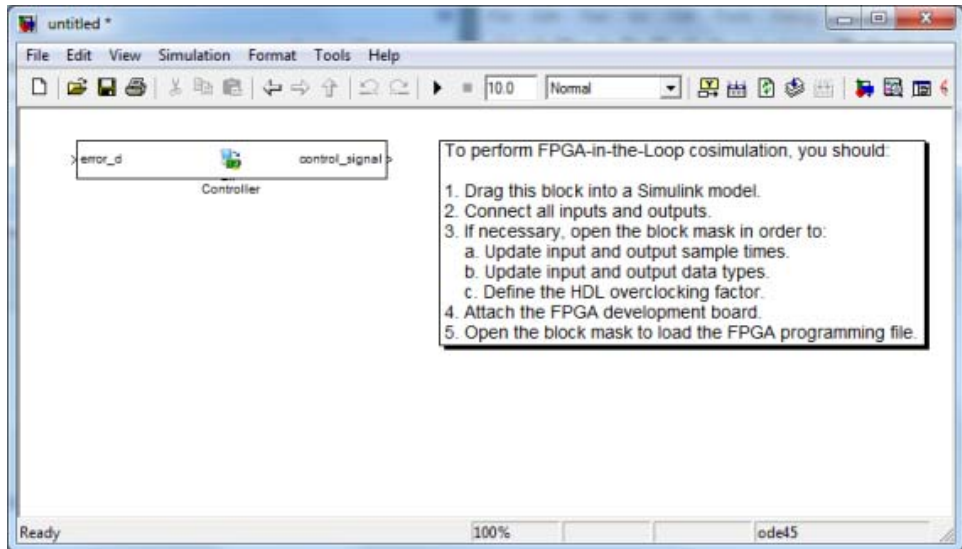 untitled *
File Edit View Simulation Format Tools Help
10.0 Normal
error_d control_signal
Controller
To perform FPGA-in-the-Loop cosimulation, you should:
1. Drag this block into a Simulink model.
2. Connect all inputs and outputs.
3. If necessary, open the block mask in order to:
a. Update input and output sample times.
b. Update input and output data types.
c. Define the HDL overclocking factor.
4. Attach the FPGA development board.
5. Open the block mask to load the FPGA programming file.
Ready 100% ode45